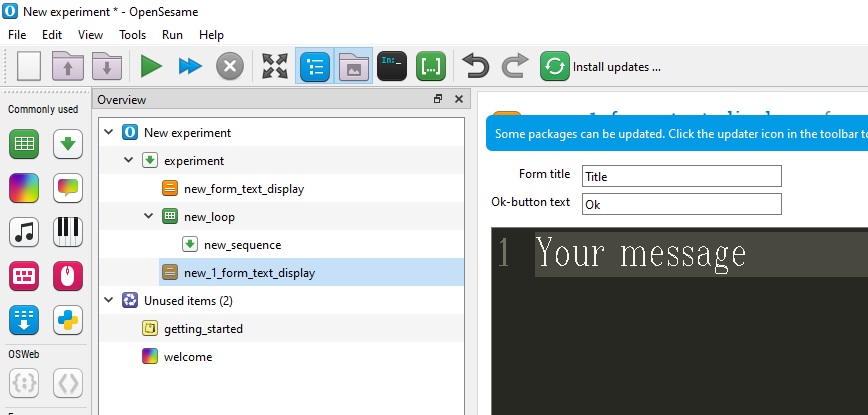 New experiment * - OpenSesame
File Edit View Tools Run Help
In:_
[...]
Install updates ...
Commonly used
Overview
New experiment
experiment
new_form_text_display
new_loop
new_sequence
new_1_form_text_display
Unused items (2)
getting_started
welcome
OSWeb
Some packages can be updated. Click the updater icon in the toolbar to
Form title Title
Ok-button text Ok
1 Your message